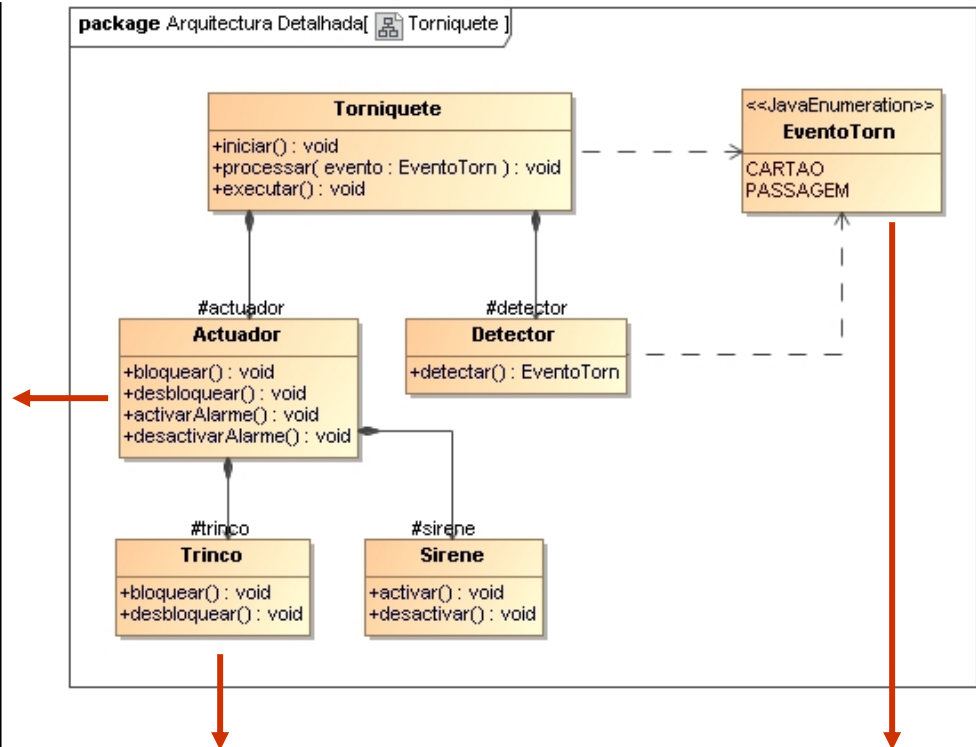 package Arquitectura Detalhada[ Torniquete ]
Torniquete
+iniciar() : void
+processar( evento : EventoTorn ) : void
+executar() : void
<<JavaEnumeration>>
EventoTorn
CARTAO
PASSAGEM
#actuador
Actuador
+bloquear() : void
+desbloquear() : void
+activarAlarme() : void
+desactivarAlarme() : void
#detector
Detector
+detectar() : EventoTorn
#trinco
Trinco
+bloquear() : void
+desbloquear() : void
#sirene
Sirene
+activar() : void
+desactivar() : void